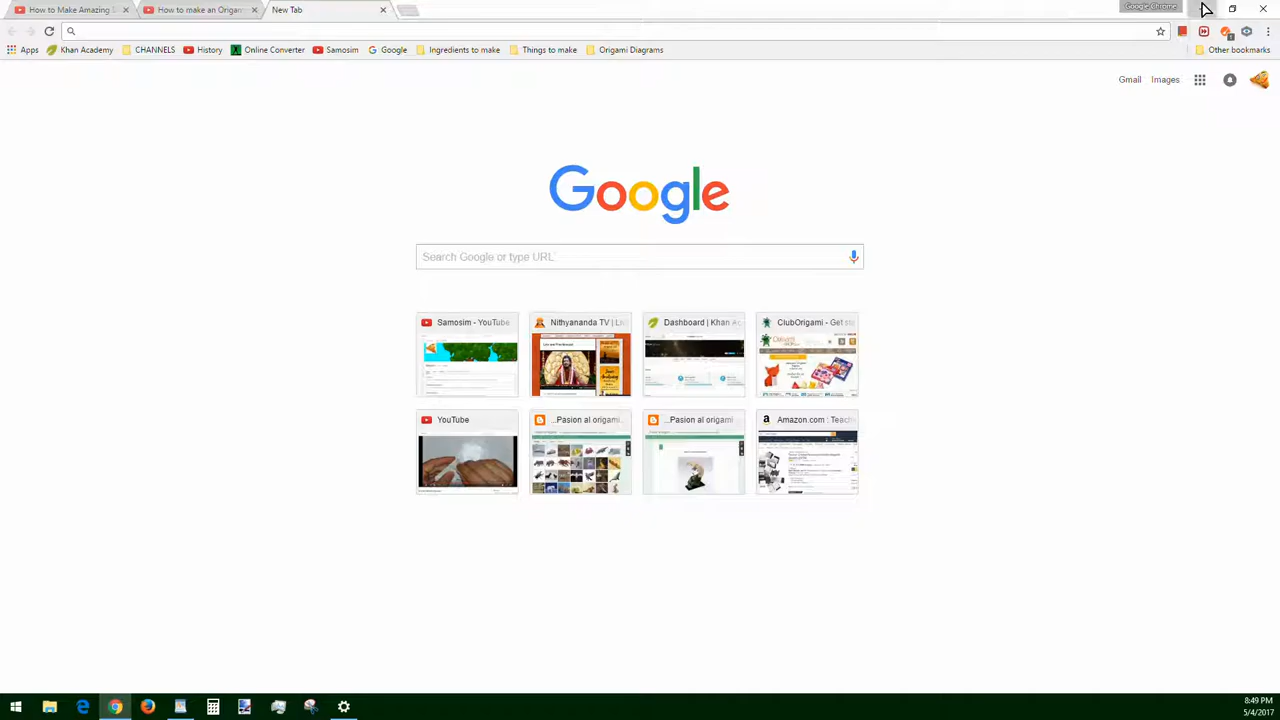 How to Make Amazing S
How to make an Origam
New Tab
Google Chrome
Apps
Khan Academy
CHANNELS
History
Online Converter
Samosim
Google
Ingredients to make
Things to make
Origami Diagrams
Other bookmarks
Gmail
Images
Google
Search Google or type URL
Samosim - YouTube
Nithyananda TV | Li
Dashboard | Khan Ac
ClubOrigami - Get st
YouTube
...Pasion al origami...
...Pasion al origami
Amazon.com : Teach
8:49 PM
5/4/2017